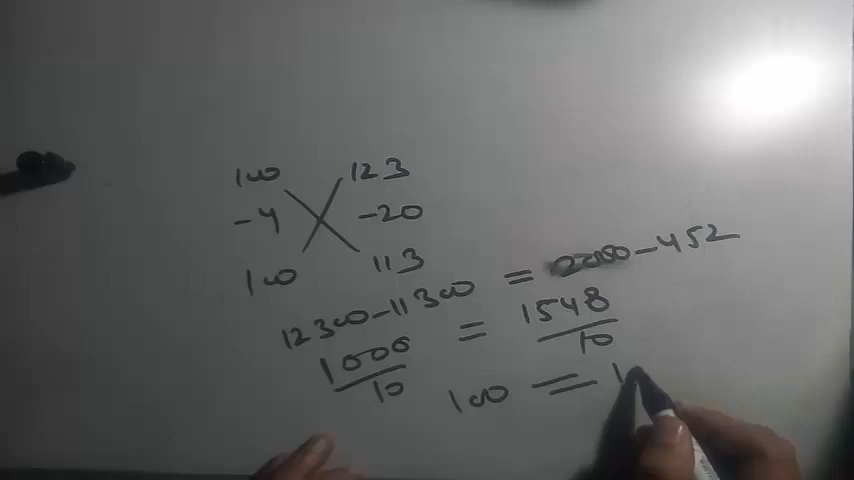 100 123
-4 -20
100 113
12300-11300 = 2000-452
1000/10 = 1548/10
100 = 1